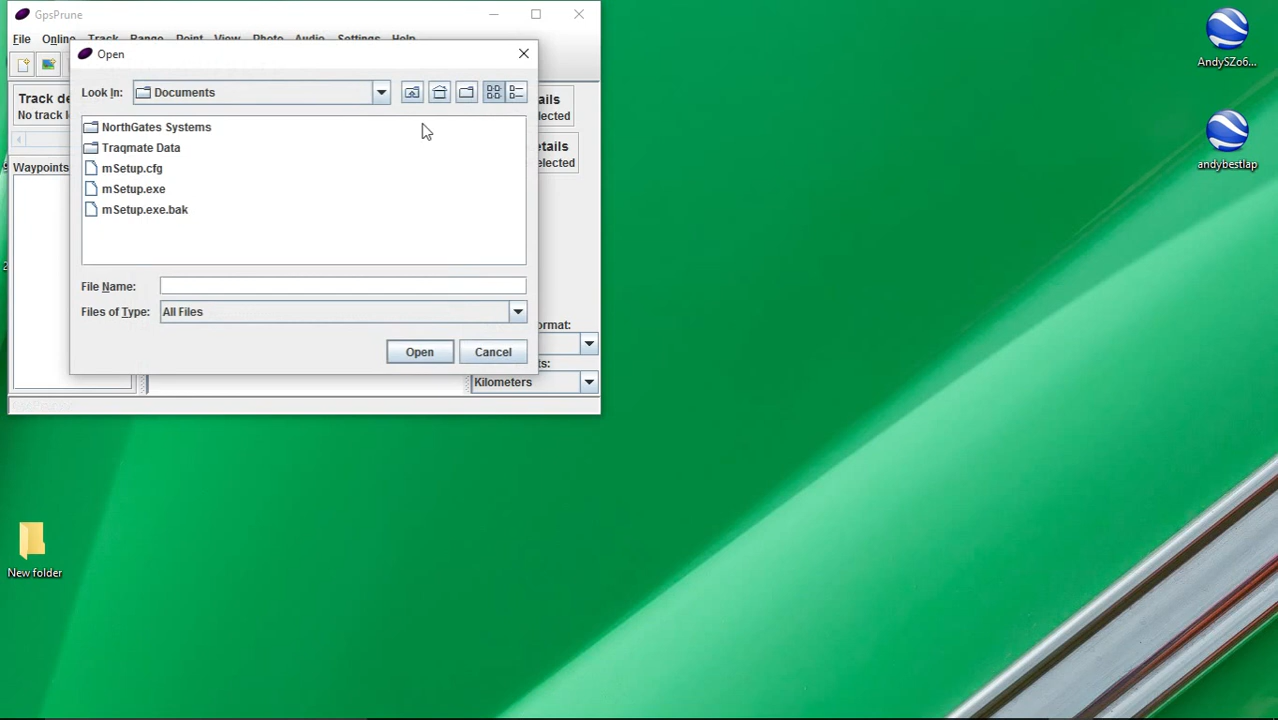 GpsPrune
File Online Track Range Point View Photo Audio Settings Help
Open
Look In: Documents
NorthGates Systems
Traqmate Data
mSetup.cfg
mSetup.exe
mSetup.exe.bak
File Name:
Files of Type: All Files
Open Cancel
Track de
No track l
Waypoints
ails
lected
etails
elected
ormat:
ts:
Kilometers
AndySZo6...
andybestlap
New folder